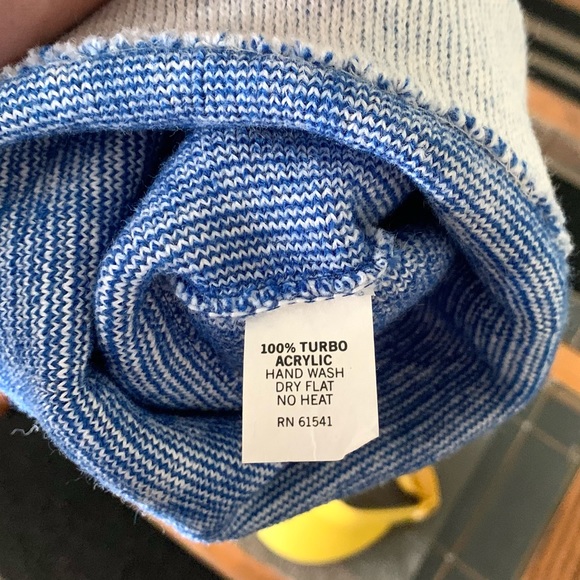 100% TURBO
ACRYLIC
HAND WASH
DRY FLAT
NO HEAT
RN 61541